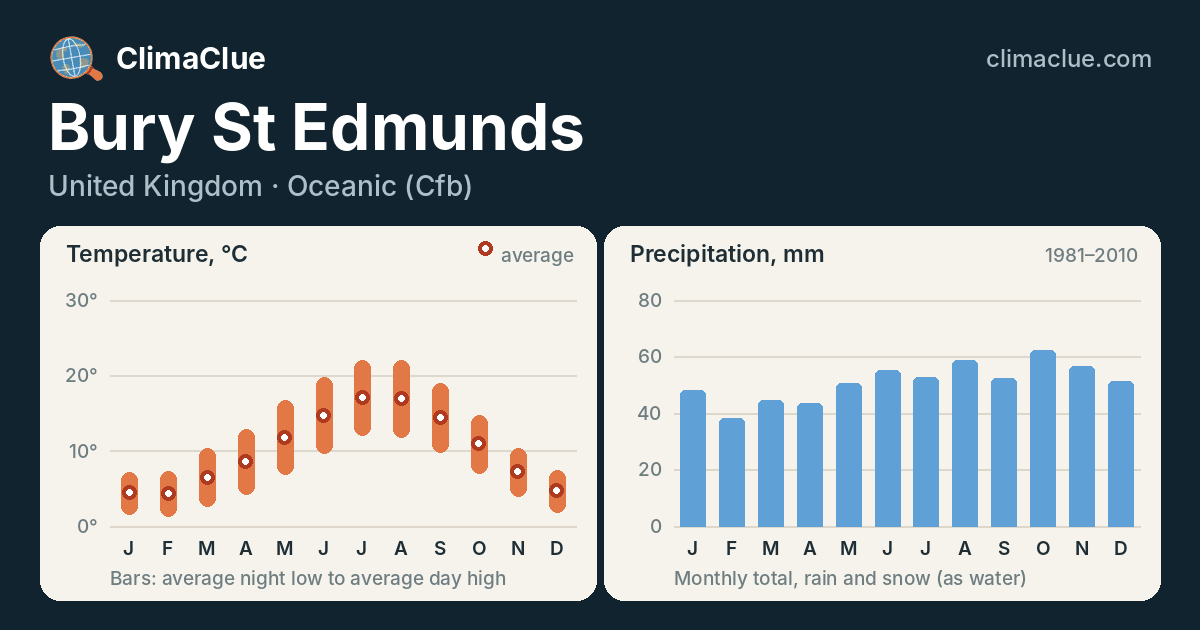 ClimaClue
climaclue.com
Bury St Edmunds
United Kingdom · Oceanic (Cfb)
Temperature, °C
average
30°
20°
10°
0°
J F M A M J J A S O N D
Bars: average night low to average day high
Precipitation, mm
1981–2010
80
60
40
20
0
J F M A M J J A S O N D
Monthly total, rain and snow (as water)